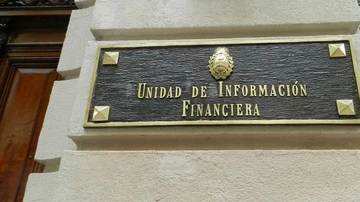 Unidad de Información
Financiera